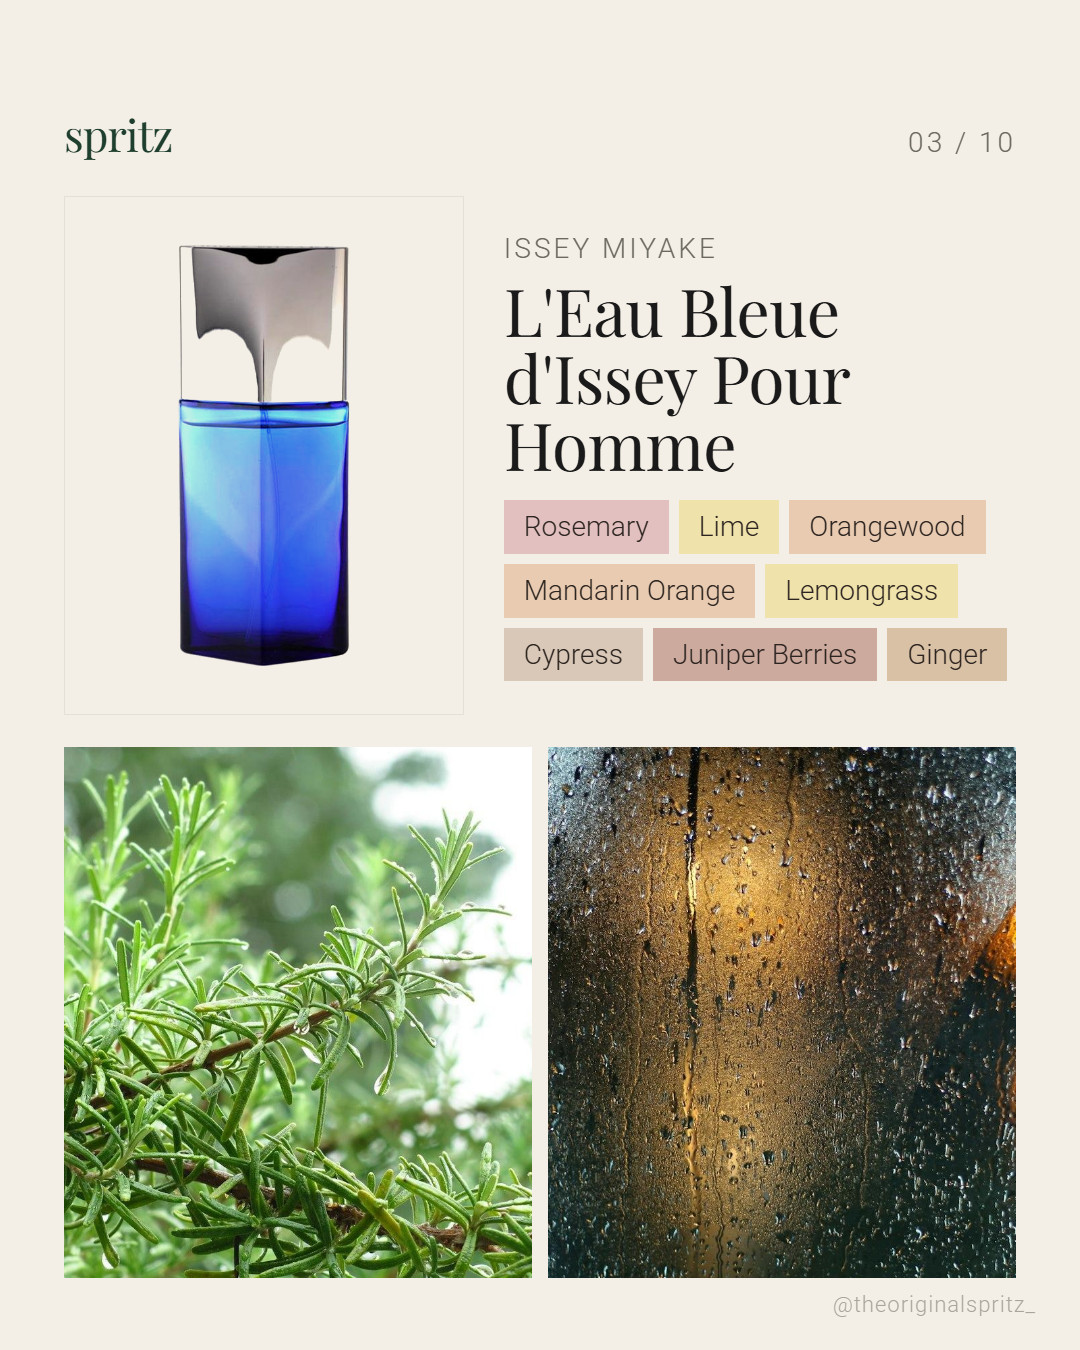 spritz
03 / 10
ISSEY MIYAKE
L'Eau Bleue
d'Issey Pour
Homme
Rosemary Lime Orangewood
Mandarin Orange Lemongrass
Cypress Juniper Berries Ginger
@theoriginalspritz_